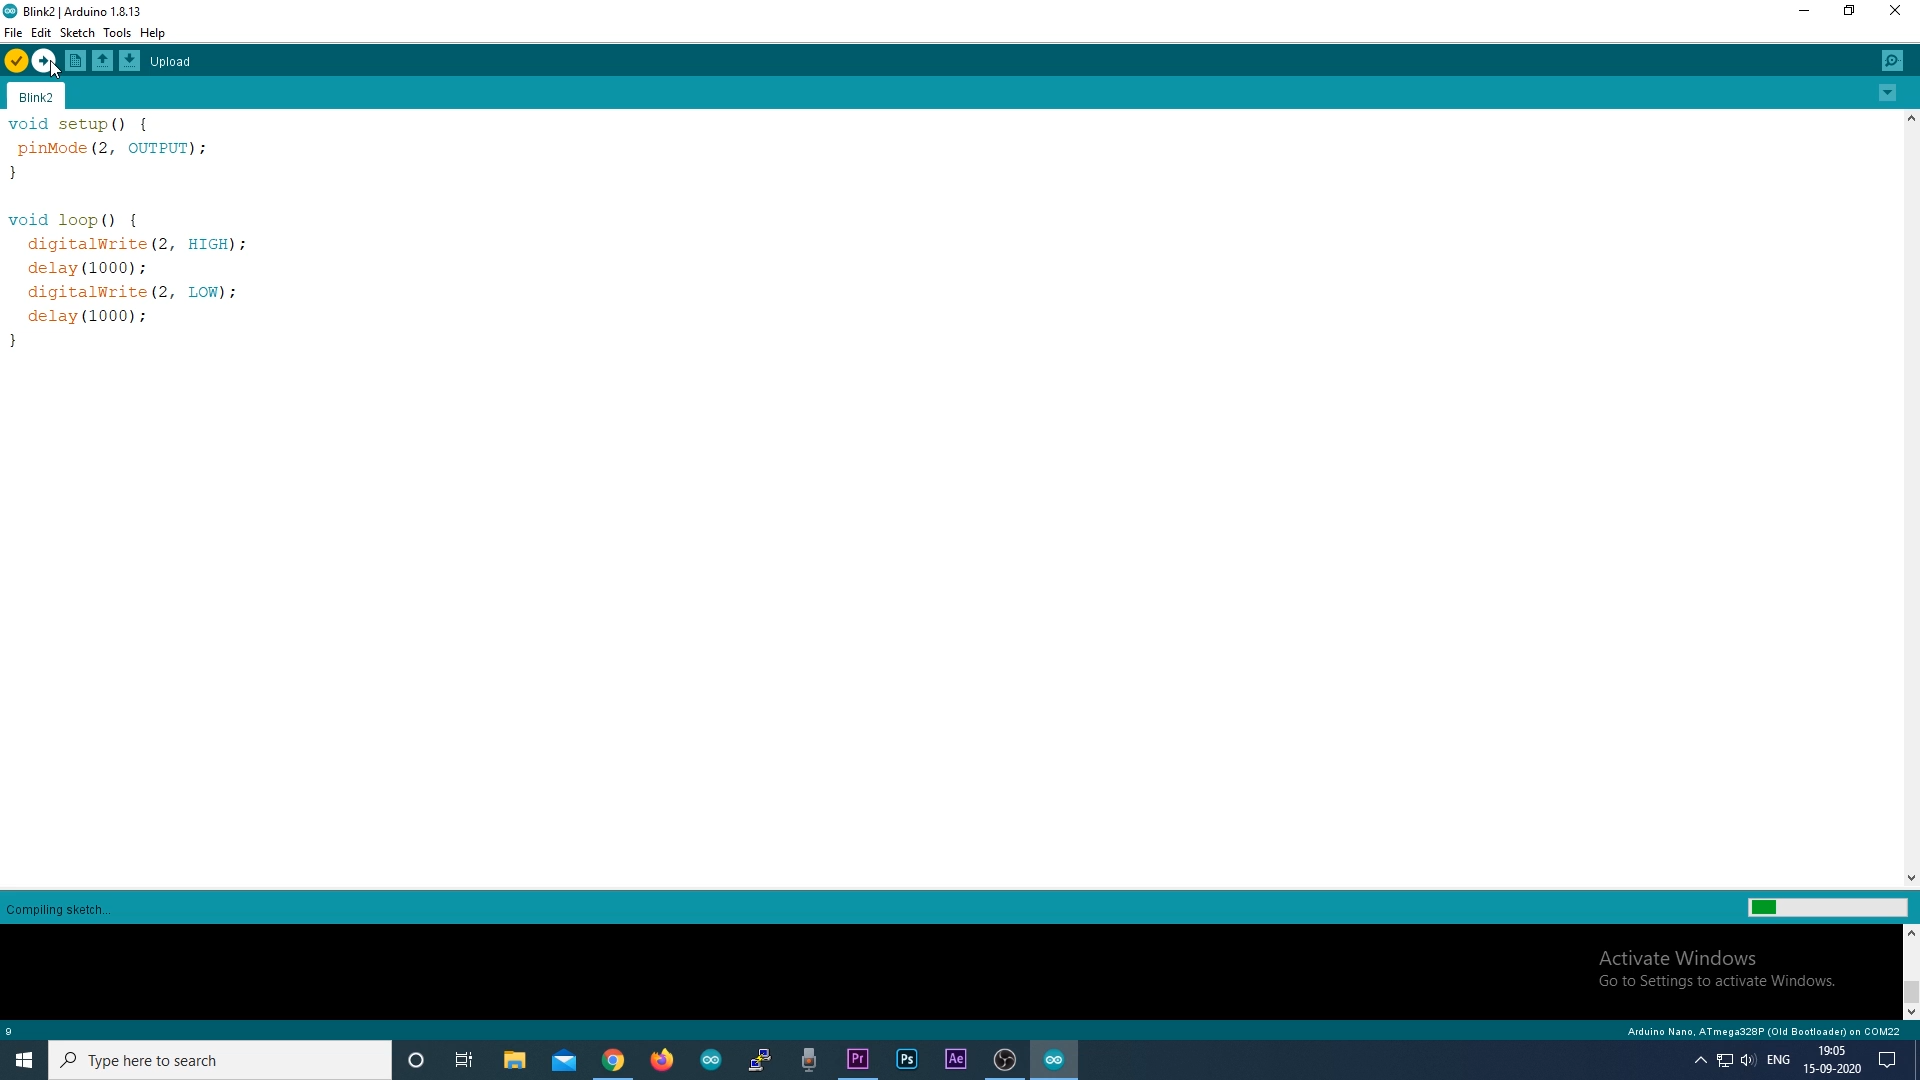 Blink2 | Arduino 1.8.13
File Edit Sketch Tools Help
Upload
Blink2
void setup() {
 pinMode(2, OUTPUT);
}

void loop() {
  digitalWrite(2, HIGH);
  delay(1000);
  digitalWrite(2, LOW);
  delay(1000);
}
Compiling sketch...
Activate Windows
Go to Settings to activate Windows.
9
Arduino Nano, ATmega328P (Old Bootloader) on COM22
Type here to search
Pr
Ps
Ae
ENG
19:05
15-09-2020